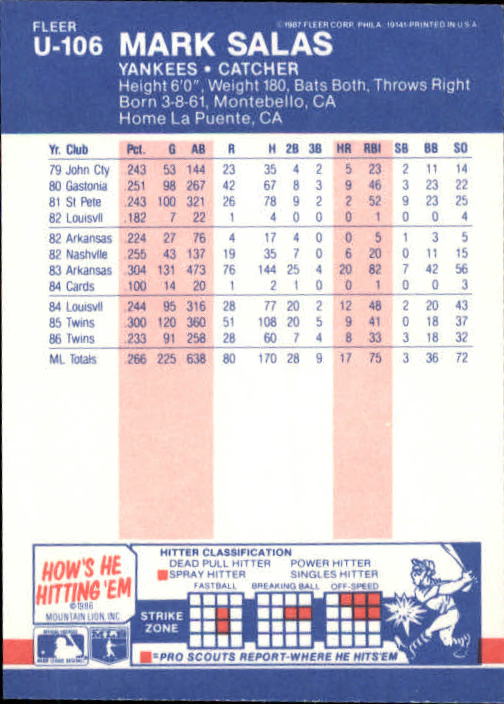 FLEER
©1987 FLEER CORP. PHILA. 19141-PRINTED IN U.S.A.
U-106 MARK SALAS
YANKEES • CATCHER
Height 6'0", Weight 180, Bats Both, Throws Right
Born 3-8-61, Montebello, CA
Home La Puente, CA
Yr. Club Pct. G AB R H 2B 3B HR RBI SB BB SO
79 John Cty .243 53 144 23 35 4 2 5 23 2 11 14
80 Gastonia .251 98 267 42 67 8 3 9 46 3 23 22
81 St Pete .243 100 321 26 78 9 2 2 52 9 23 25
82 Louisvll .182 7 22 1 4 0 0 0 1 0 0 4
82 Arkansas .224 27 76 4 17 4 0 0 5 1 3 5
82 Nashvlle .255 43 137 19 35 7 0 6 20 0 11 15
83 Arkansas .304 131 473 76 144 25 4 20 82 7 42 56
84 Cards .100 14 20 1 2 1 0 0 1 0 0 3
84 Louisvll .244 95 316 28 77 20 2 12 48 2 20 43
85 Twins .300 120 360 51 108 20 5 9 41 0 18 37
86 Twins .233 91 258 28 60 7 4 8 33 3 18 32
ML Totals .266 225 638 80 170 28 9 17 75 3 36 72
HOW'S HE
HITTING 'EM
©1986
MOUNTAIN LION, INC.
HITTER CLASSIFICATION
DEAD PULL HITTER POWER HITTER
SPRAY HITTER SINGLES HITTER
FASTBALL BREAKING BALL OFF-SPEED
STRIKE
ZONE
=PRO SCOUTS REPORT-WHERE HE HITS'EM